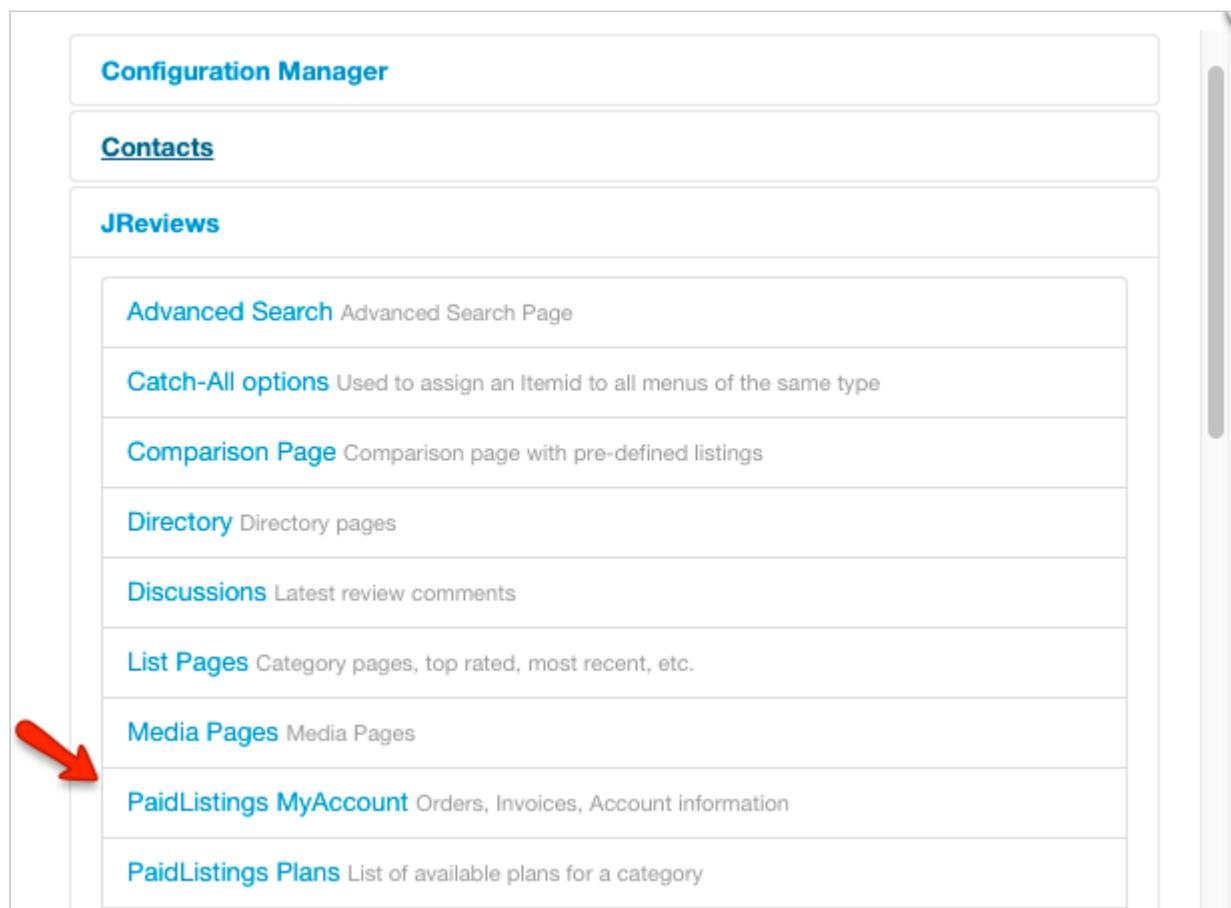 Configuration Manager
Contacts
JReviews
Advanced Search Advanced Search Page
Catch-All options Used to assign an Itemid to all menus of the same type
Comparison Page Comparison page with pre-defined listings
Directory Directory pages
Discussions Latest review comments
List Pages Category pages, top rated, most recent, etc.
Media Pages Media Pages
PaidListings MyAccount Orders, Invoices, Account information
PaidListings Plans List of available plans for a category